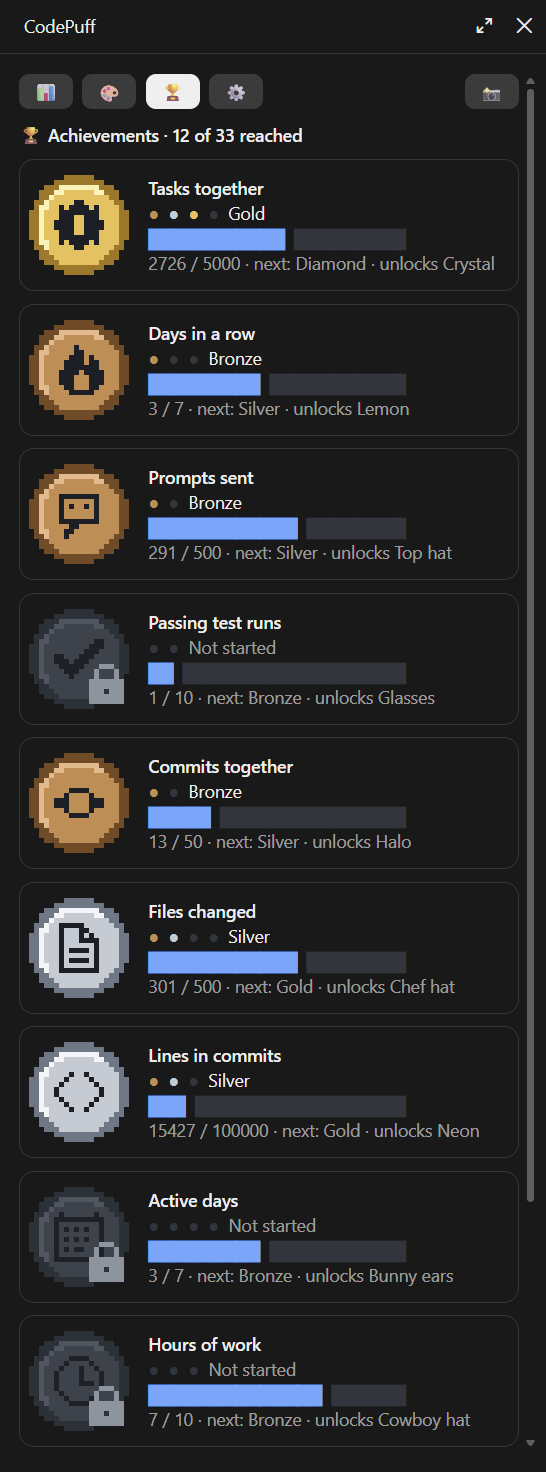 CodePuff
Achievements · 12 of 33 reached
Tasks together
Gold
2726 / 5000 · next: Diamond · unlocks Crystal
Days in a row
Bronze
3 / 7 · next: Silver · unlocks Lemon
Prompts sent
Bronze
291 / 500 · next: Silver · unlocks Top hat
Passing test runs
Not started
1 / 10 · next: Bronze · unlocks Glasses
Commits together
Bronze
13 / 50 · next: Silver · unlocks Halo
Files changed
Silver
301 / 500 · next: Gold · unlocks Chef hat
Lines in commits
Silver
15427 / 100000 · next: Gold · unlocks Neon
Active days
Not started
3 / 7 · next: Bronze · unlocks Bunny ears
Hours of work
Not started
7 / 10 · next: Bronze · unlocks Cowboy hat